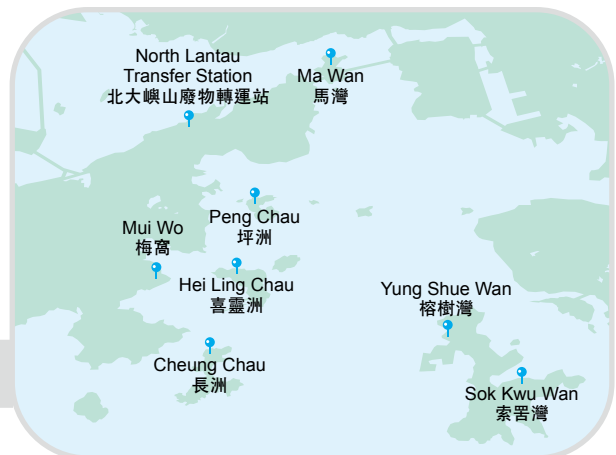 North Lantau
Transfer Station
北大嶼山廢物轉運站
Ma Wan
馬灣
Peng Chau
坪洲
Mui Wo
梅窩
Hei Ling Chau
喜靈洲
Yung Shue Wan
榕樹灣
Cheung Chau
長洲
Sok Kwu Wan
索罟灣